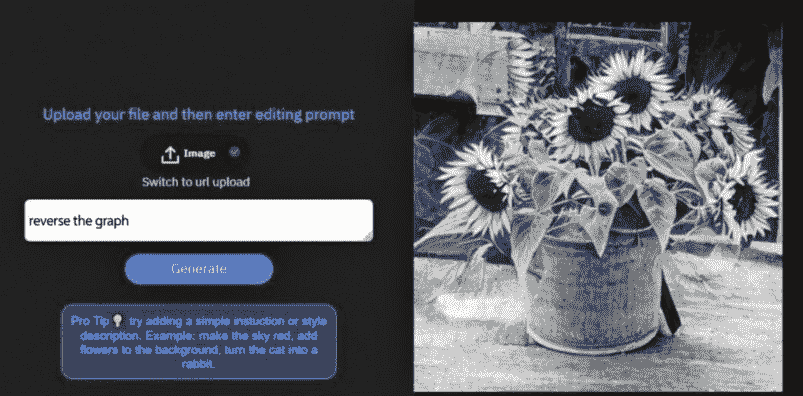 Upload your file and then enter editing prompt
Image
Switch to url upload
reverse the graph
Generate
Pro Tip💡 try adding a simple instuction or style
description. Example: make the sky red, add
flowers to the background, turn the cat into a
rabbit.